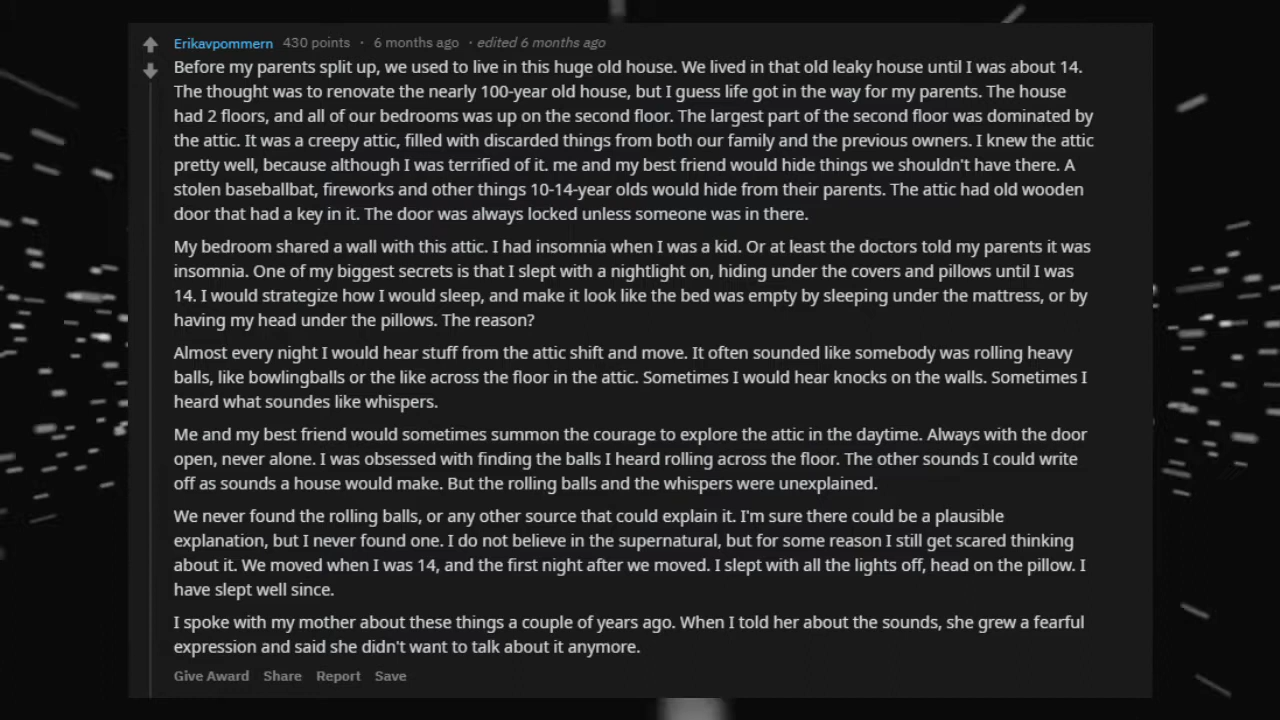 Erikavpommern 430 points · 6 months ago · edited 6 months ago
Before my parents split up, we used to live in this huge old house. We lived in that old leaky house until I was about 14.
The thought was to renovate the nearly 100-year old house, but I guess life got in the way for my parents. The house
had 2 floors, and all of our bedrooms was up on the second floor. The largest part of the second floor was dominated by
the attic. It was a creepy attic, filled with discarded things from both our family and the previous owners. I knew the attic
pretty well, because although I was terrified of it. me and my best friend would hide things we shouldn't have there. A
stolen baseballbat, fireworks and other things 10-14-year olds would hide from their parents. The attic had old wooden
door that had a key in it. The door was always locked unless someone was in there.
My bedroom shared a wall with this attic. I had insomnia when I was a kid. Or at least the doctors told my parents it was
insomnia. One of my biggest secrets is that I slept with a nightlight on, hiding under the covers and pillows until I was
14. I would strategize how I would sleep, and make it look like the bed was empty by sleeping under the mattress, or by
having my head under the pillows. The reason?
Almost every night I would hear stuff from the attic shift and move. It often sounded like somebody was rolling heavy
balls, like bowlingballs or the like across the floor in the attic. Sometimes I would hear knocks on the walls. Sometimes I
heard what soundes like whispers.
Me and my best friend would sometimes summon the courage to explore the attic in the daytime. Always with the door
open, never alone. I was obsessed with finding the balls I heard rolling across the floor. The other sounds I could write
off as sounds a house would make. But the rolling balls and the whispers were unexplained.
We never found the rolling balls, or any other source that could explain it. I'm sure there could be a plausible
explanation, but I never found one. I do not believe in the supernatural, but for some reason I still get scared thinking
about it. We moved when I was 14, and the first night after we moved. I slept with all the lights off, head on the pillow. I
have slept well since.
I spoke with my mother about these things a couple of years ago. When I told her about the sounds, she grew a fearful
expression and said she didn't want to talk about it anymore.
Give Award Share Report Save